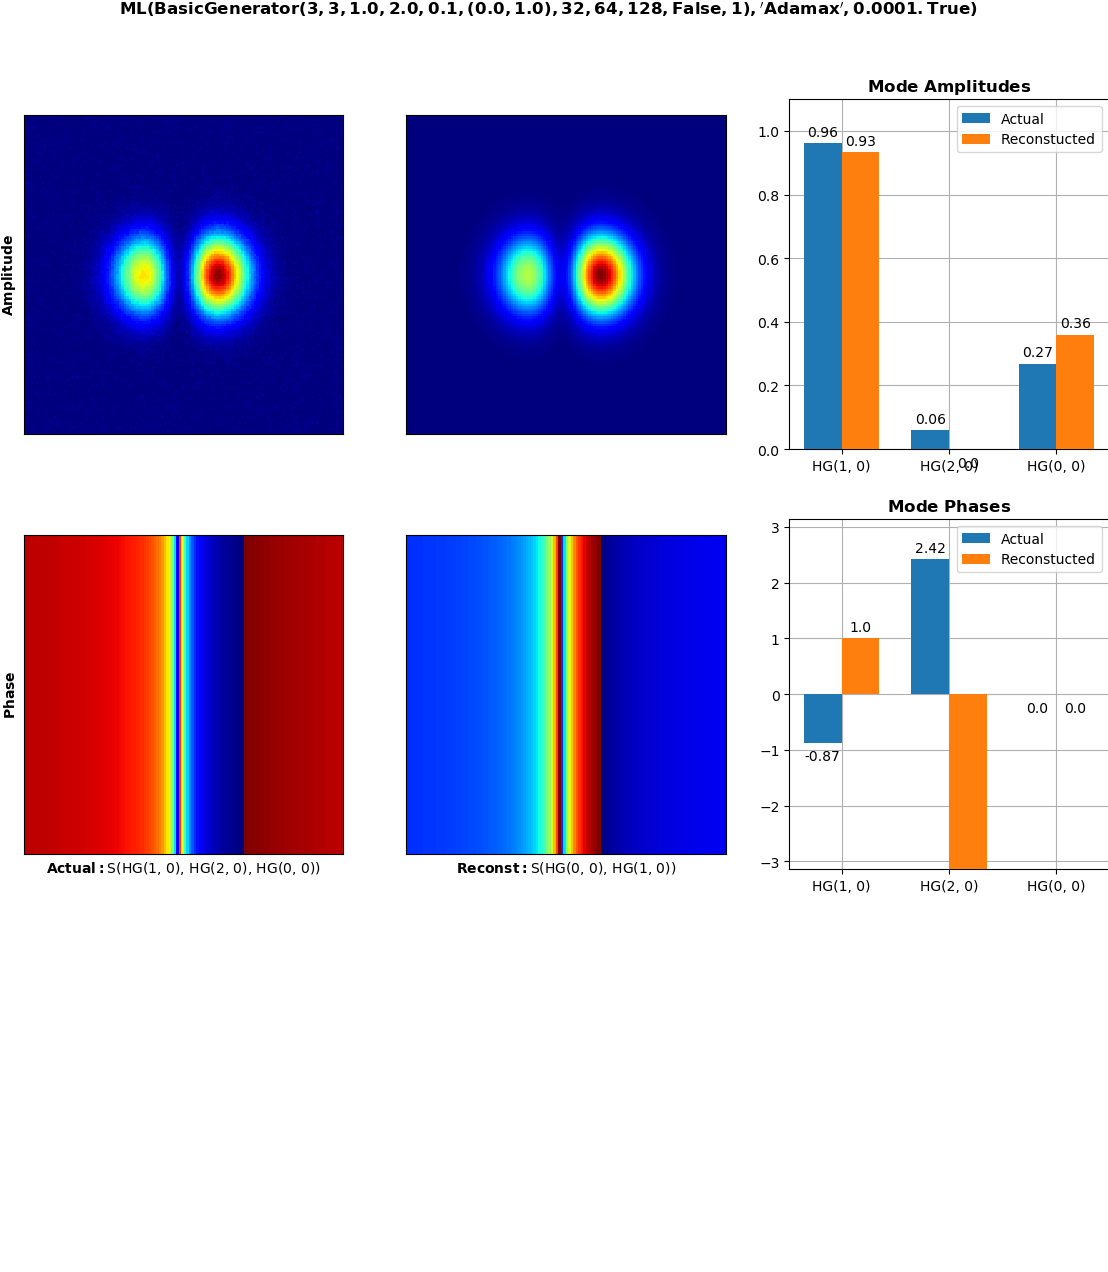 ML(BasicGenerator(3, 3, 1.0, 2.0, 0.1, (0.0, 1.0), 32, 64, 128, False, 1), ′Adamax′, 0.0001. True)
Amplitude
Mode Amplitudes
Actual
Reconstucted
1.0
0.8
0.6
0.4
0.2
0.0
0.96
0.93
0.06
0.0
0.27
0.36
HG(1, 0)
HG(2, 0)
HG(0, 0)
Phase
Actual: S(HG(1, 0), HG(2, 0), HG(0, 0))
Reconst: S(HG(0, 0), HG(1, 0))
Mode Phases
Actual
Reconstucted
3
2
1
0
−1
−2
−3
-0.87
1.0
2.42
0.0
0.0
HG(1, 0)
HG(2, 0)
HG(0, 0)